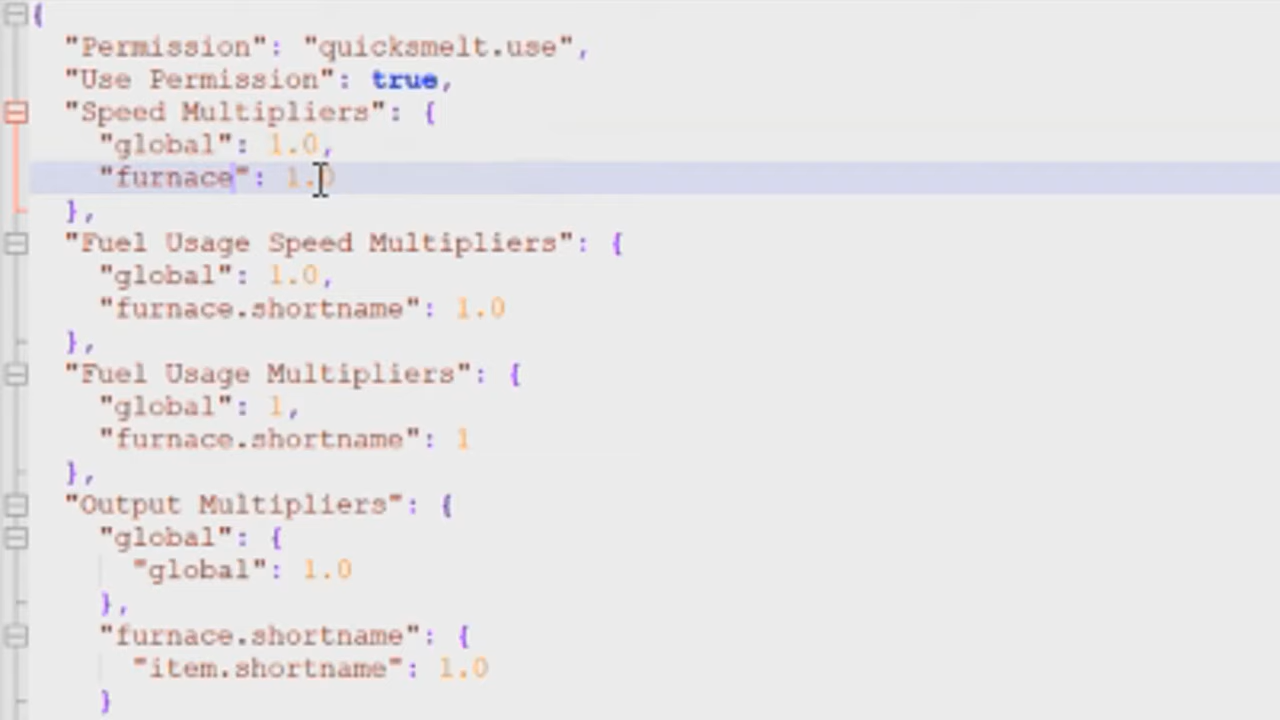 {
"Permission": "quicksmelt.use",
"Use Permission": true,
"Speed Multipliers": {
"global": 1.0,
"furnace": 1.0
},
"Fuel Usage Speed Multipliers": {
"global": 1.0,
"furnace.shortname": 1.0
},
"Fuel Usage Multipliers": {
"global": 1,
"furnace.shortname": 1
},
"Output Multipliers": {
"global": {
"global": 1.0
},
"furnace.shortname": {
"item.shortname": 1.0
}